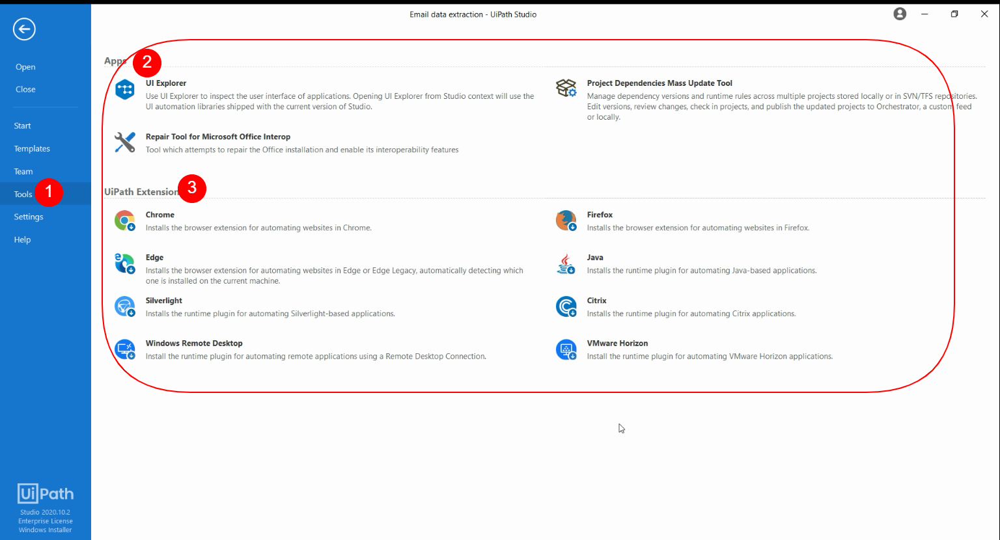 Email data extraction - UiPath Studio
Open
Close
Start
Templates
Team
Tools
1
Settings
Help
Apps
2
UI Explorer
Use UI Explorer to inspect the user interface of applications. Opening UI Explorer from Studio context will use the
UI automation libraries shipped with the current version of Studio.
Project Dependencies Mass Update Tool
Manage dependency versions and runtime rules across multiple projects stored locally or in SVN/TFS repositories.
Edit versions, review changes, check in projects, and publish the updated projects to Orchestrator, a custom feed
or locally.
Repair Tool for Microsoft Office Interop
Tool which attempts to repair the Office installation and enable its interoperability features
UiPath Extension
3
Chrome
Installs the browser extension for automating websites in Chrome.
Firefox
Installs the browser extension for automating websites in Firefox.
Edge
Installs the browser extension for automating websites in Edge or Edge Legacy, automatically detecting which
one is installed on the current machine.
Java
Installs the runtime plugin for automating Java-based applications.
Silverlight
Installs the runtime plugin for automating Silverlight-based applications.
Citrix
Installs the runtime plugin for automating Citrix applications.
Windows Remote Desktop
Install the runtime plugin for automating remote applications using a Remote Desktop Connection.
VMware Horizon
Install the runtime plugin for automating VMware Horizon applications.
UiPath
Studio 2020.10.2
Enterprise License
Windows Installer